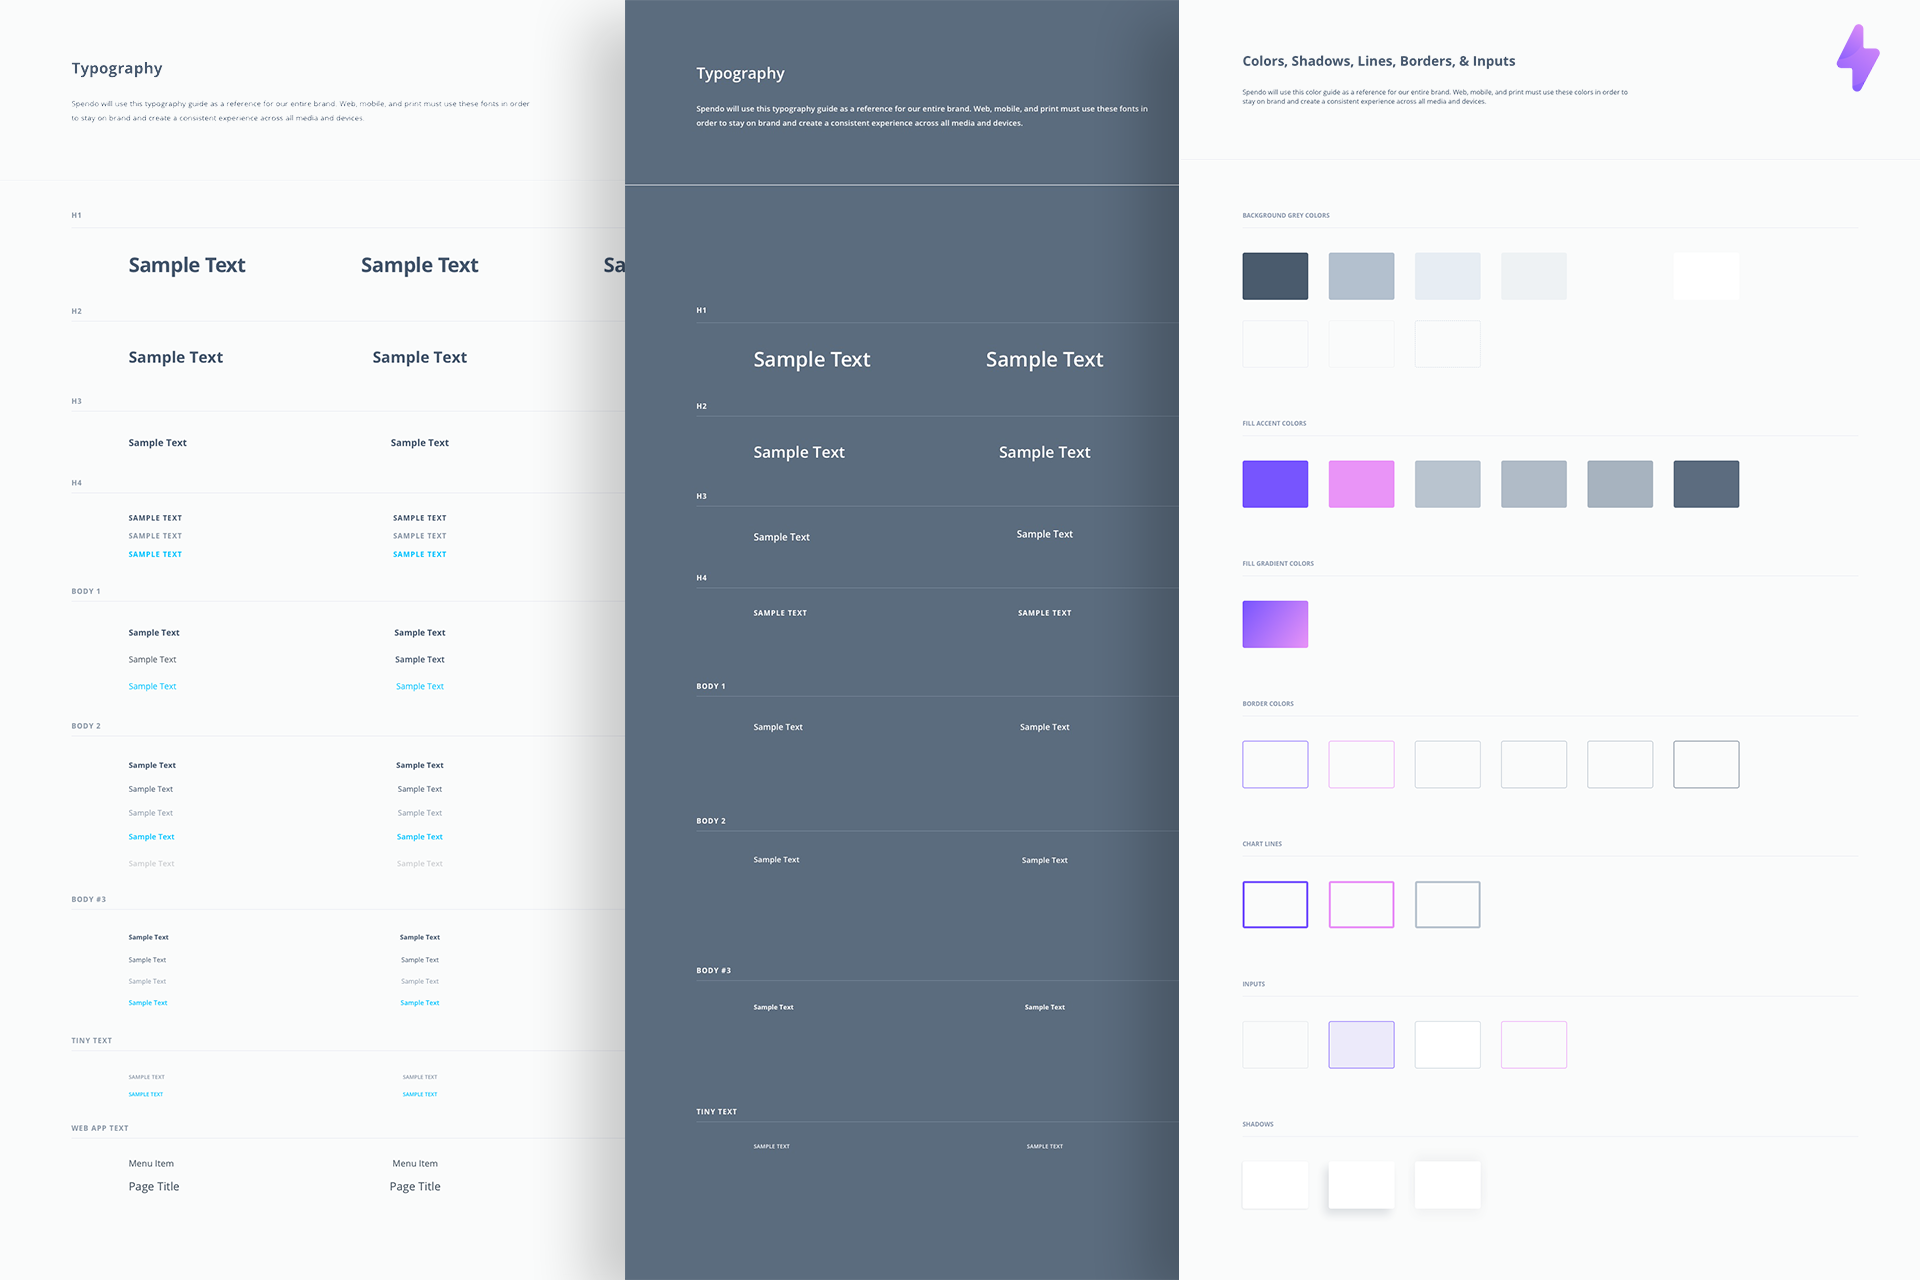 Typography
Spendo will use this typography guide as a reference for our entire brand. Web, mobile, and print must use these fonts in order
to stay on brand and create a consistent experience across all media and devices.
H1
Sample Text Sample Text Sa
H2
Sample Text Sample Text
H3
Sample Text Sample Text
H4
SAMPLE TEXT SAMPLE TEXT
SAMPLE TEXT SAMPLE TEXT
SAMPLE TEXT SAMPLE TEXT
BODY 1
Sample Text Sample Text
Sample Text Sample Text
Sample Text Sample Text
BODY 2
Sample Text Sample Text
Sample Text Sample Text
Sample Text Sample Text
Sample Text Sample Text
Sample Text Sample Text
BODY #3
Sample Text Sample Text
Sample Text Sample Text
Sample Text Sample Text
Sample Text Sample Text
TINY TEXT
SAMPLE TEXT SAMPLE TEXT
SAMPLE TEXT SAMPLE TEXT
WEB APP TEXT
Menu Item Menu Item
Page Title Page Title
Typography
Spendo will use this typography guide as a reference for our entire brand. Web, mobile, and print must use these fonts in
order to stay on brand and create a consistent experience across all media and devices.
H1
Sample Text Sample Text
H2
Sample Text Sample Text
H3
Sample Text Sample Text
H4
SAMPLE TEXT SAMPLE TEXT
BODY 1
Sample Text Sample Text
BODY 2
Sample Text Sample Text
BODY #3
Sample Text Sample Text
TINY TEXT
SAMPLE TEXT SAMPLE TEXT
Colors, Shadows, Lines, Borders, & Inputs
Spendo will use this color guide as a reference for our entire brand. Web, mobile, and print must use these colors in order to
stay on brand and create a consistent experience across all media and devices.
BACKGROUND GREY COLORS
FILL ACCENT COLORS
FILL GRADIENT COLORS
BORDER COLORS
CHART LINES
INPUTS
SHADOWS